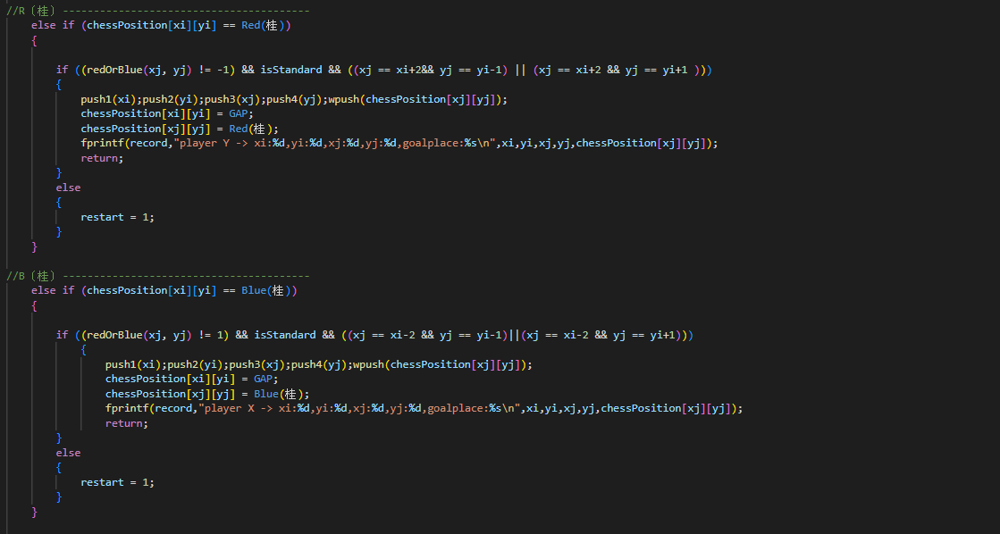 //R（桂）----------------------------------------
else if (chessPosition[xi][yi] == Red(桂))
{
if ((redOrBlue(xj, yj) != -1) && isStandard && ((xj == xi+2&& yj == yi-1) || (xj == xi+2 && yj == yi+1 )))
{
push1(xi);push2(yi);push3(xj);push4(yj);wpush(chessPosition[xj][yj]);
chessPosition[xi][yi] = GAP;
chessPosition[xj][yj] = Red(桂);
fprintf(record,"player Y -> xi:%d,yi:%d,xj:%d,yj:%d,goalplace:%s\n",xi,yi,xj,yj,chessPosition[xj][yj]);
return;
}
else
{
restart = 1;
}
}
//B（桂）----------------------------------------
else if (chessPosition[xi][yi] == Blue(桂))
{
if ((redOrBlue(xj, yj) != 1) && isStandard && ((xj == xi-2 && yj == yi-1)||(xj == xi-2 && yj == yi+1)))
{
push1(xi);push2(yi);push3(xj);push4(yj);wpush(chessPosition[xj][yj]);
chessPosition[xi][yi] = GAP;
chessPosition[xj][yj] = Blue(桂);
fprintf(record,"player X -> xi:%d,yi:%d,xj:%d,yj:%d,goalplace:%s\n",xi,yi,xj,yj,chessPosition[xj][yj]);
return;
}
else
{
restart = 1;
}
}